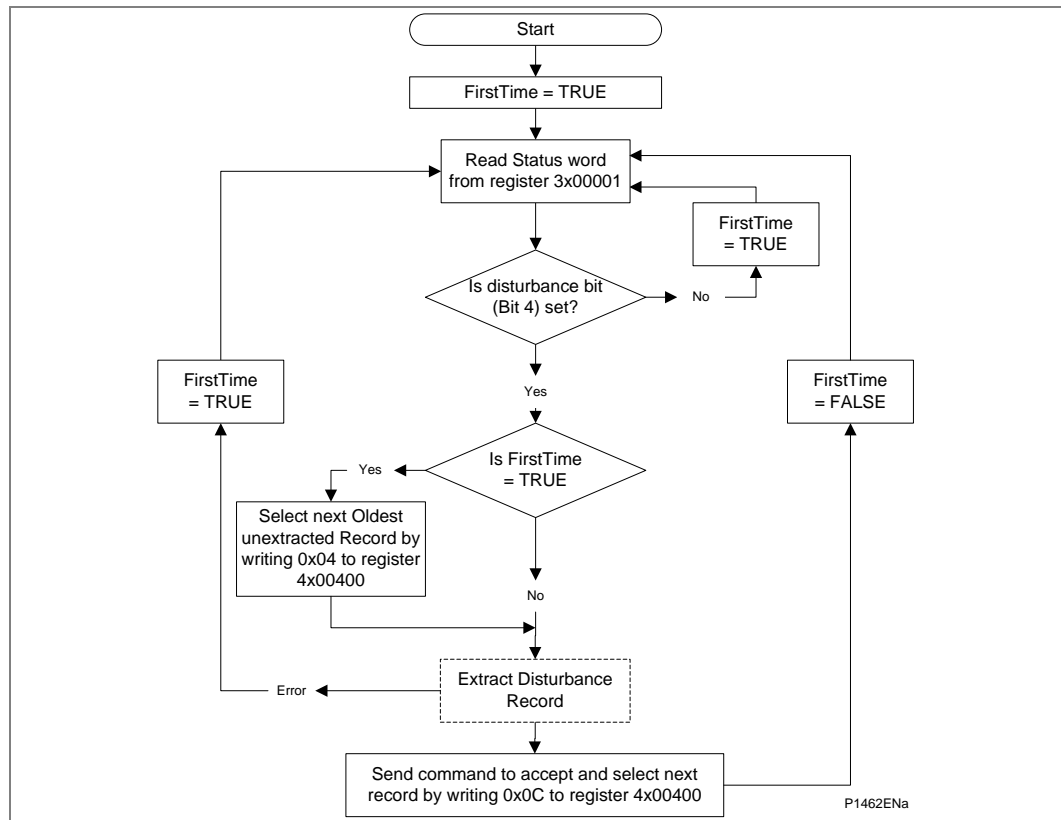 Start
FirstTime = TRUE
Read Status word
from register 3x00001
FirstTime
= TRUE
Is disturbance bit
(Bit 4) set?
No
FirstTime
= TRUE
Yes
FirstTime
= FALSE
Is FirstTime
= TRUE
Yes
Select next Oldest
unextracted Record by
writing 0x04 to register
4x00400
No
Extract Disturbance
Record
Error
Send command to accept and select next
record by writing 0x0C to register 4x00400
P1462ENa